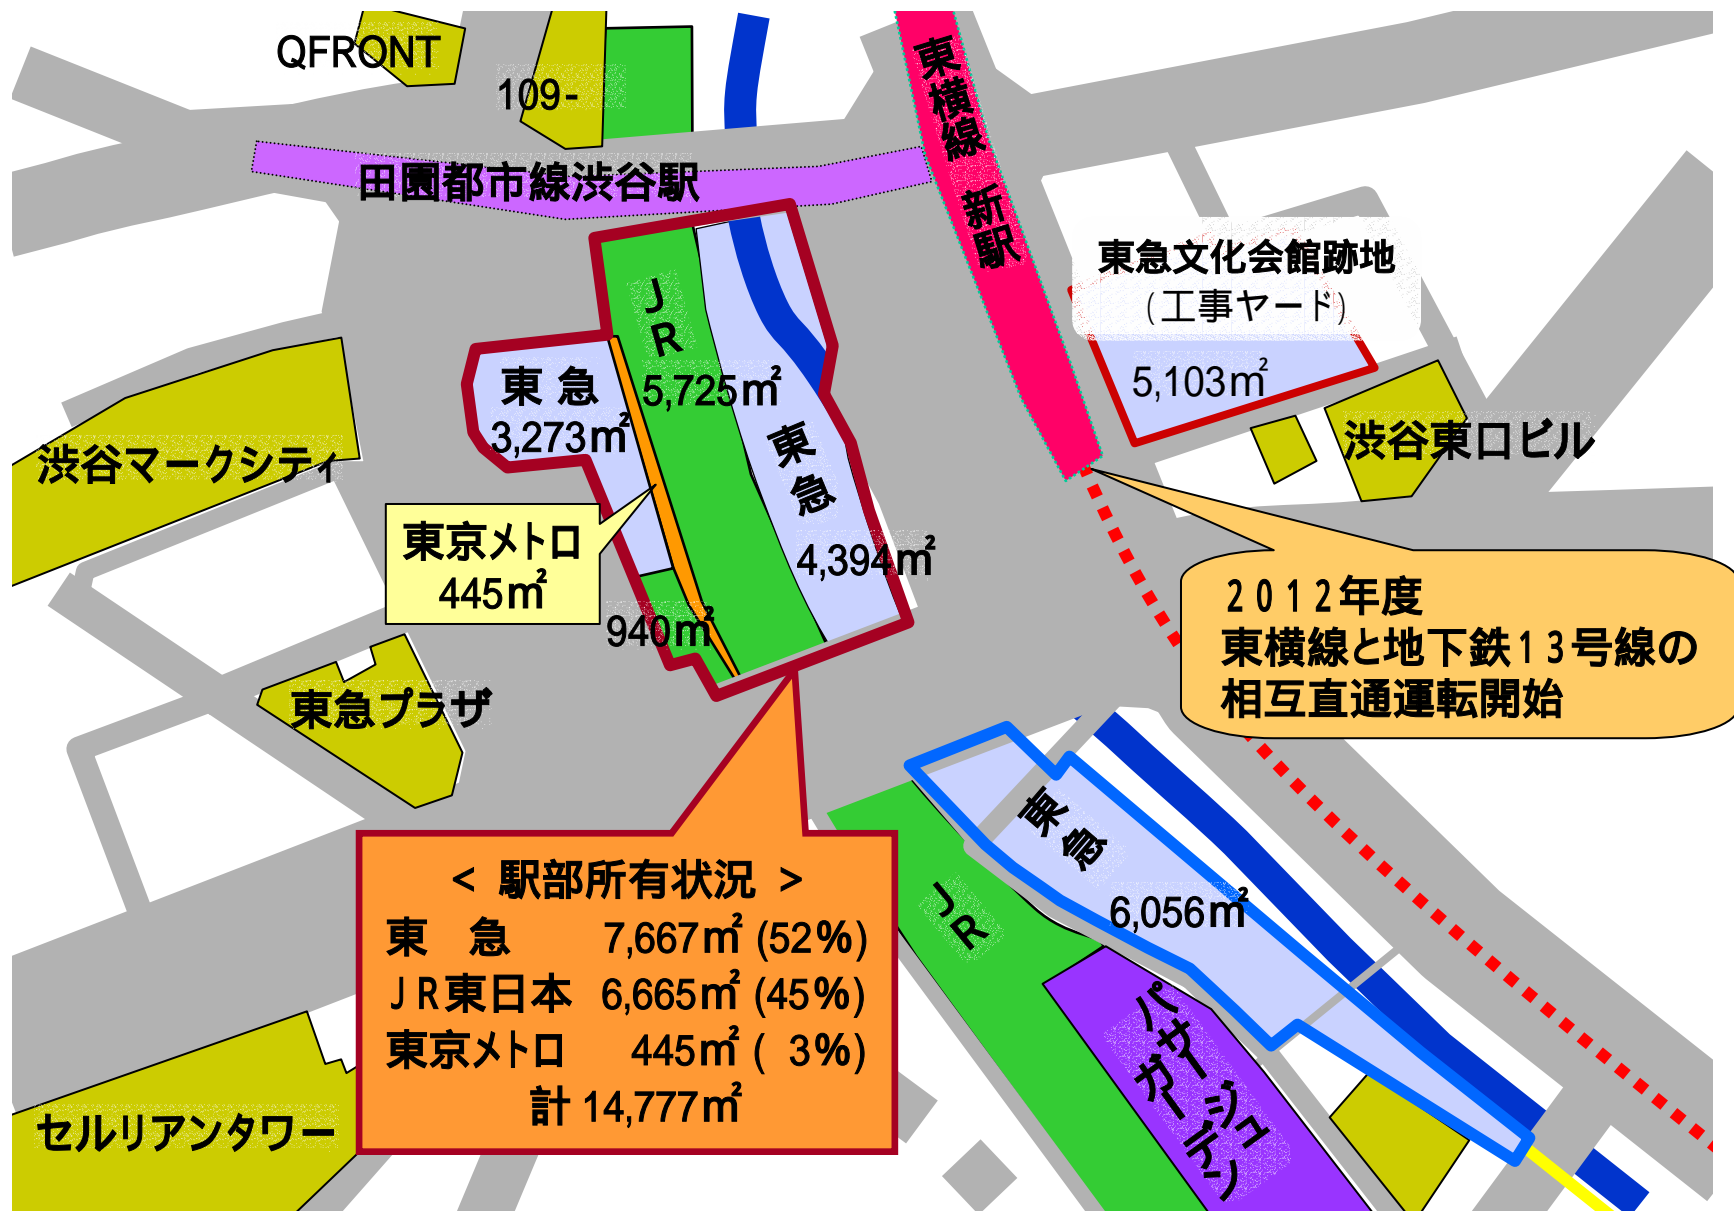 QFRONT
109-
東横線 新駅
田園都市線渋谷駅
東急文化会館跡地
(工事ヤード)
5,103㎡
JR
5,725㎡
東急
3,273㎡
東急
4,394㎡
渋谷マークシティ
渋谷東口ビル
東京メトロ
445㎡
940㎡
2012年度
東横線と地下鉄13号線の
相互直通運転開始
東急プラザ
東急
6,056㎡
JR
パサージュ
ガーデン
< 駅部所有状況 >
東 急 7,667㎡ (52%)
JR東日本 6,665㎡ (45%)
東京メトロ 445㎡ ( 3%)
計 14,777㎡
セルリアンタワー